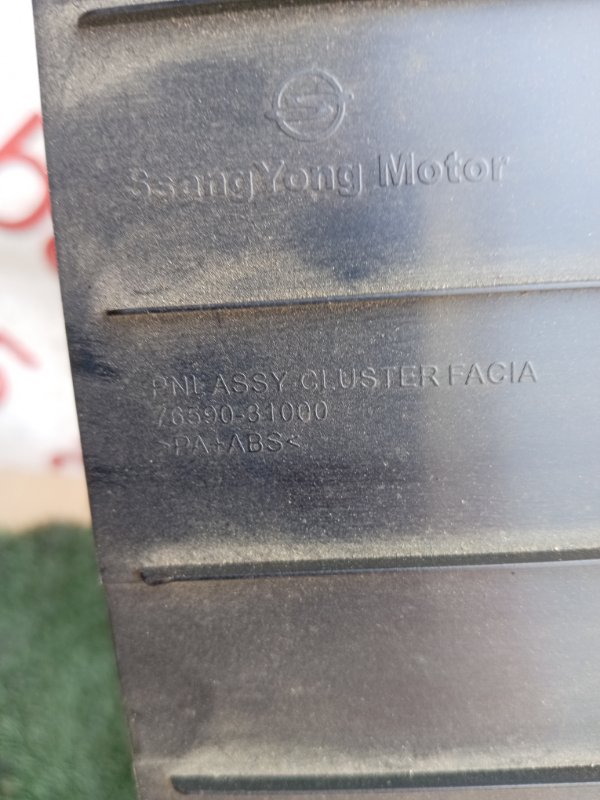 SsangYong Motor
PNL ASSY-CLUSTER FACIA
76590-31000
>PA+ABS<